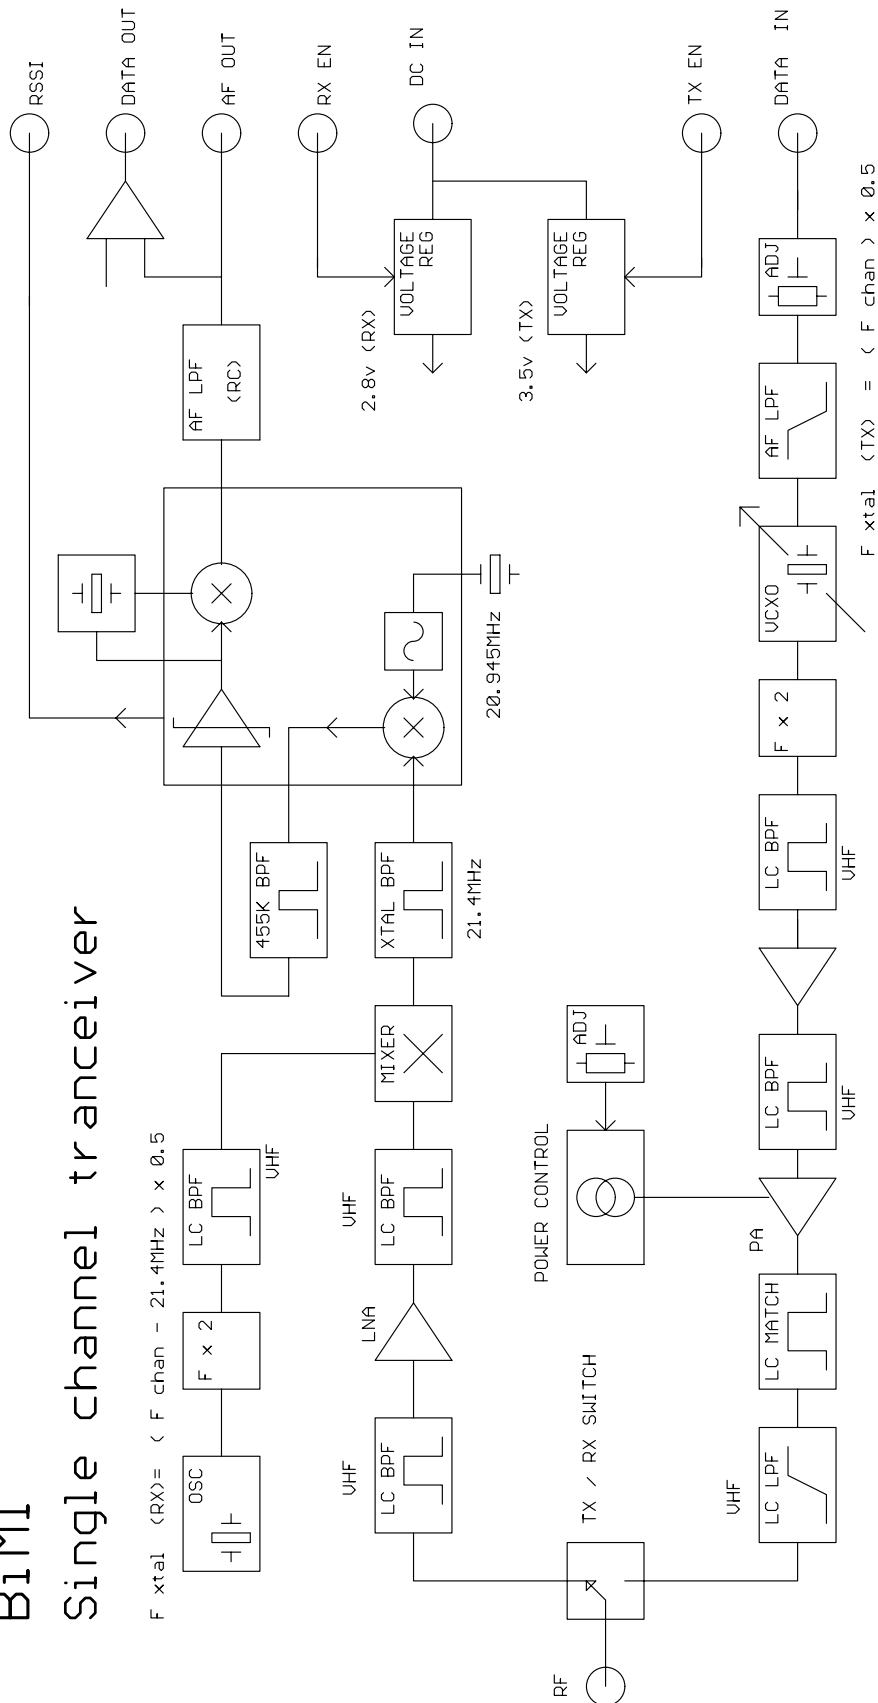 BiM1
Single channel tranceiver
F xtal (RX)= ( F chan - 21.4MHz ) x 0.5
OSC
F x 2
LC BPF
VHF
455K BPF
AF LPF
(RC)
RSSI
DATA OUT
AF OUT
RX EN
DC IN
TX EN
DATA IN
VHF
LC BPF
LNA
VHF
LC BPF
MIXER
XTAL BPF
21.4MHz
20.945MHz
2.8v (RX)
VOLTAGE
REG
3.5v (TX)
VOLTAGE
REG
RF
TX / RX SWITCH
POWER CONTROL
ADJ
VHF
LC LPF
LC MATCH
PA
LC BPF
VHF
LC BPF
VHF
F x 2
VCXO
AF LPF
ADJ
F xtal (TX) = ( F chan ) x 0.5